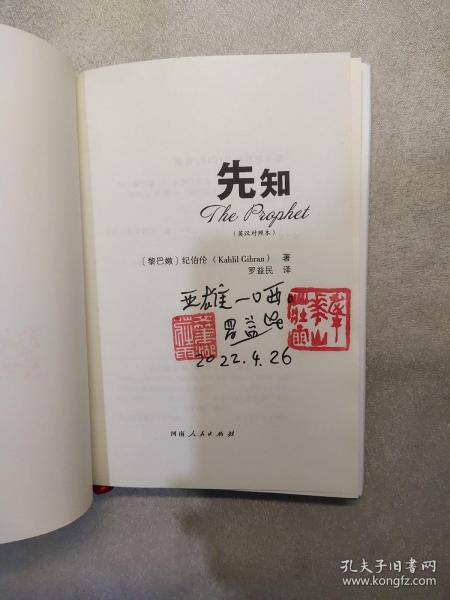 先知
The Prophet
（英汉对照本）
〔黎巴嫩〕纪伯伦（Kahlil Gibran） 著
罗益民 译
亚雄一哂。
罗益民
2022.4.26
河南人民出版社
孔夫子旧书网
www.kongfz.com